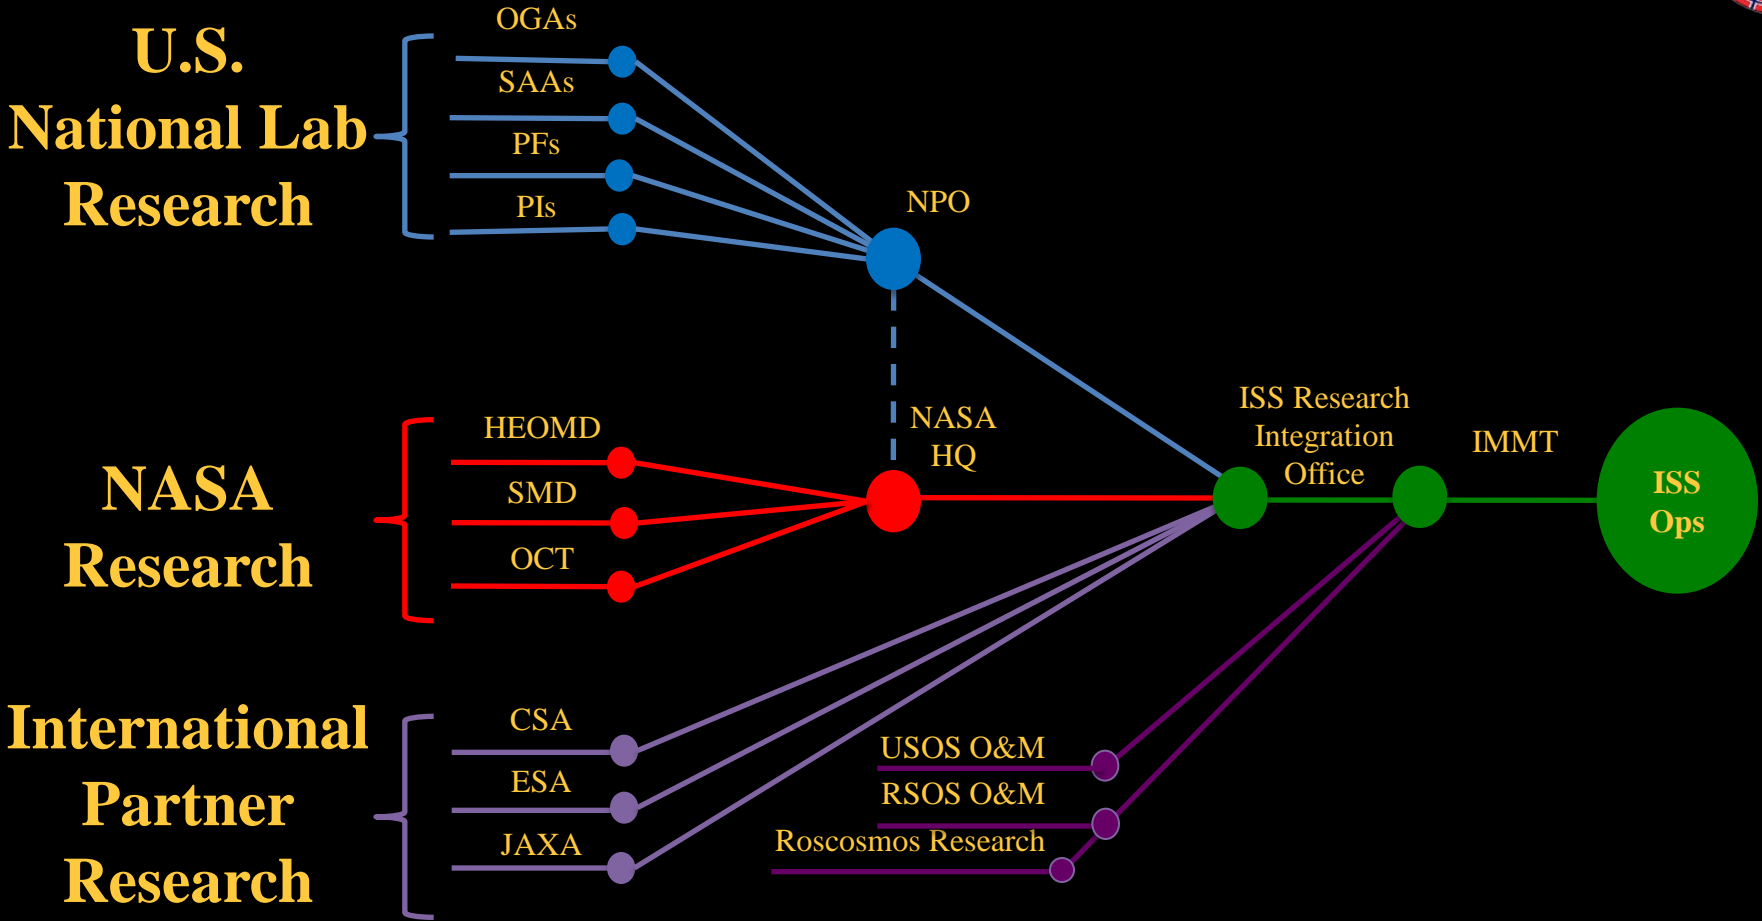 U.S.
National Lab
Research
OGAs
SAAs
PFs
PIs
NPO
NASA
Research
HEOMD
SMD
OCT
NASA
HQ
ISS Research
Integration
Office
IMMT
ISS
Ops
International
Partner
Research
CSA
ESA
JAXA
USOS O&M
RSOS O&M
Roscosmos Research